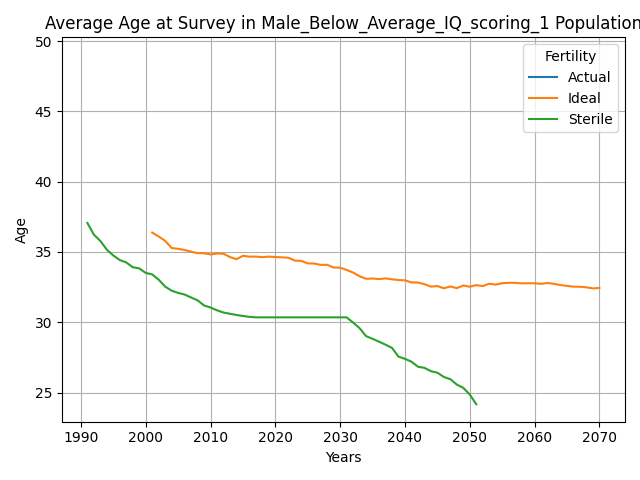 Average Age at Survey in Male_Below_Average_IQ_scoring_1 Population
50
45
40
35
30
25
Age
Fertility
Actual
Ideal
Sterile
1990 2000 2010 2020 2030 2040 2050 2060 2070
Years